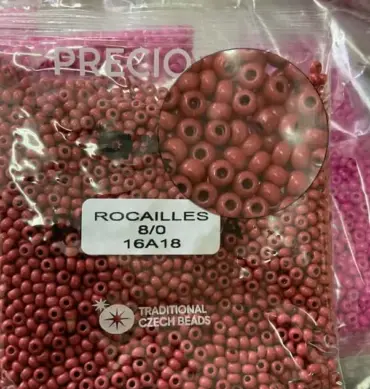 PRECIO
ROCAILLES
8/0
16A18
TRADITIONAL
CZECH BEADS